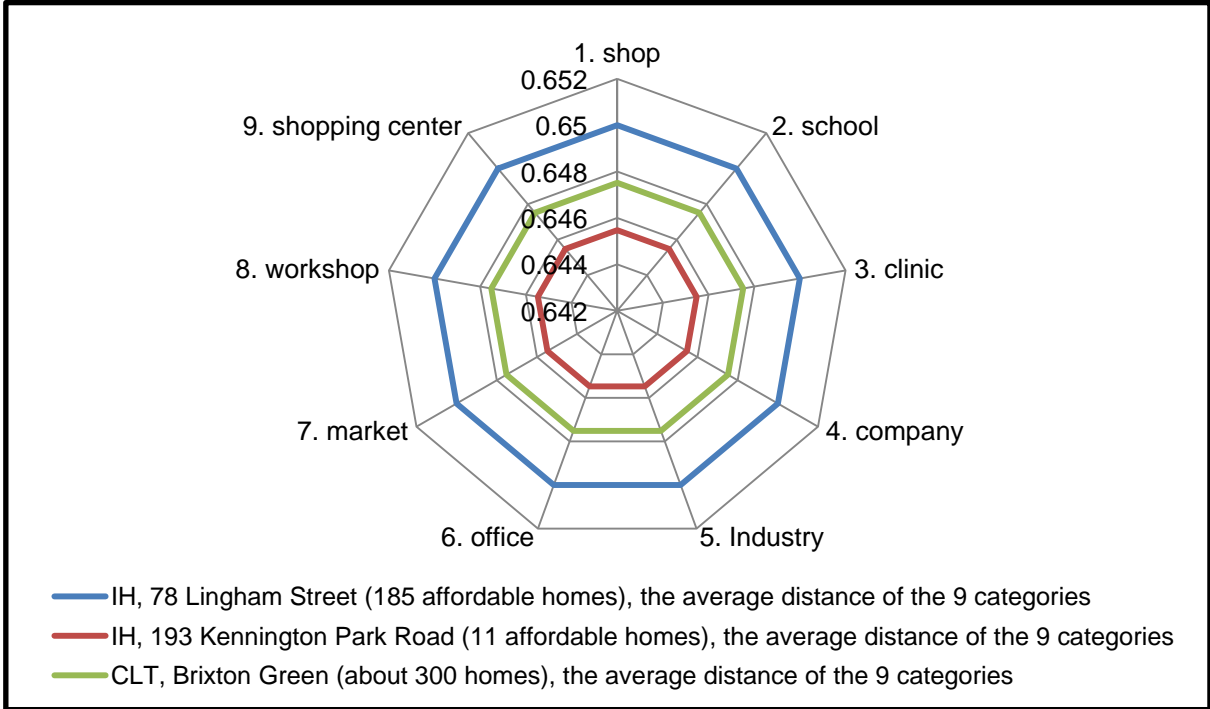 1. shop
0.652
0.65
0.648
0.646
0.644
0.642
9. shopping center
2. school
8. workshop
3. clinic
7. market
4. company
6. office
5. Industry
IH, 78 Lingham Street (185 affordable homes), the average distance of the 9 categories
IH, 193 Kennington Park Road (11 affordable homes), the average distance of the 9 categories
CLT, Brixton Green (about 300 homes), the average distance of the 9 categories